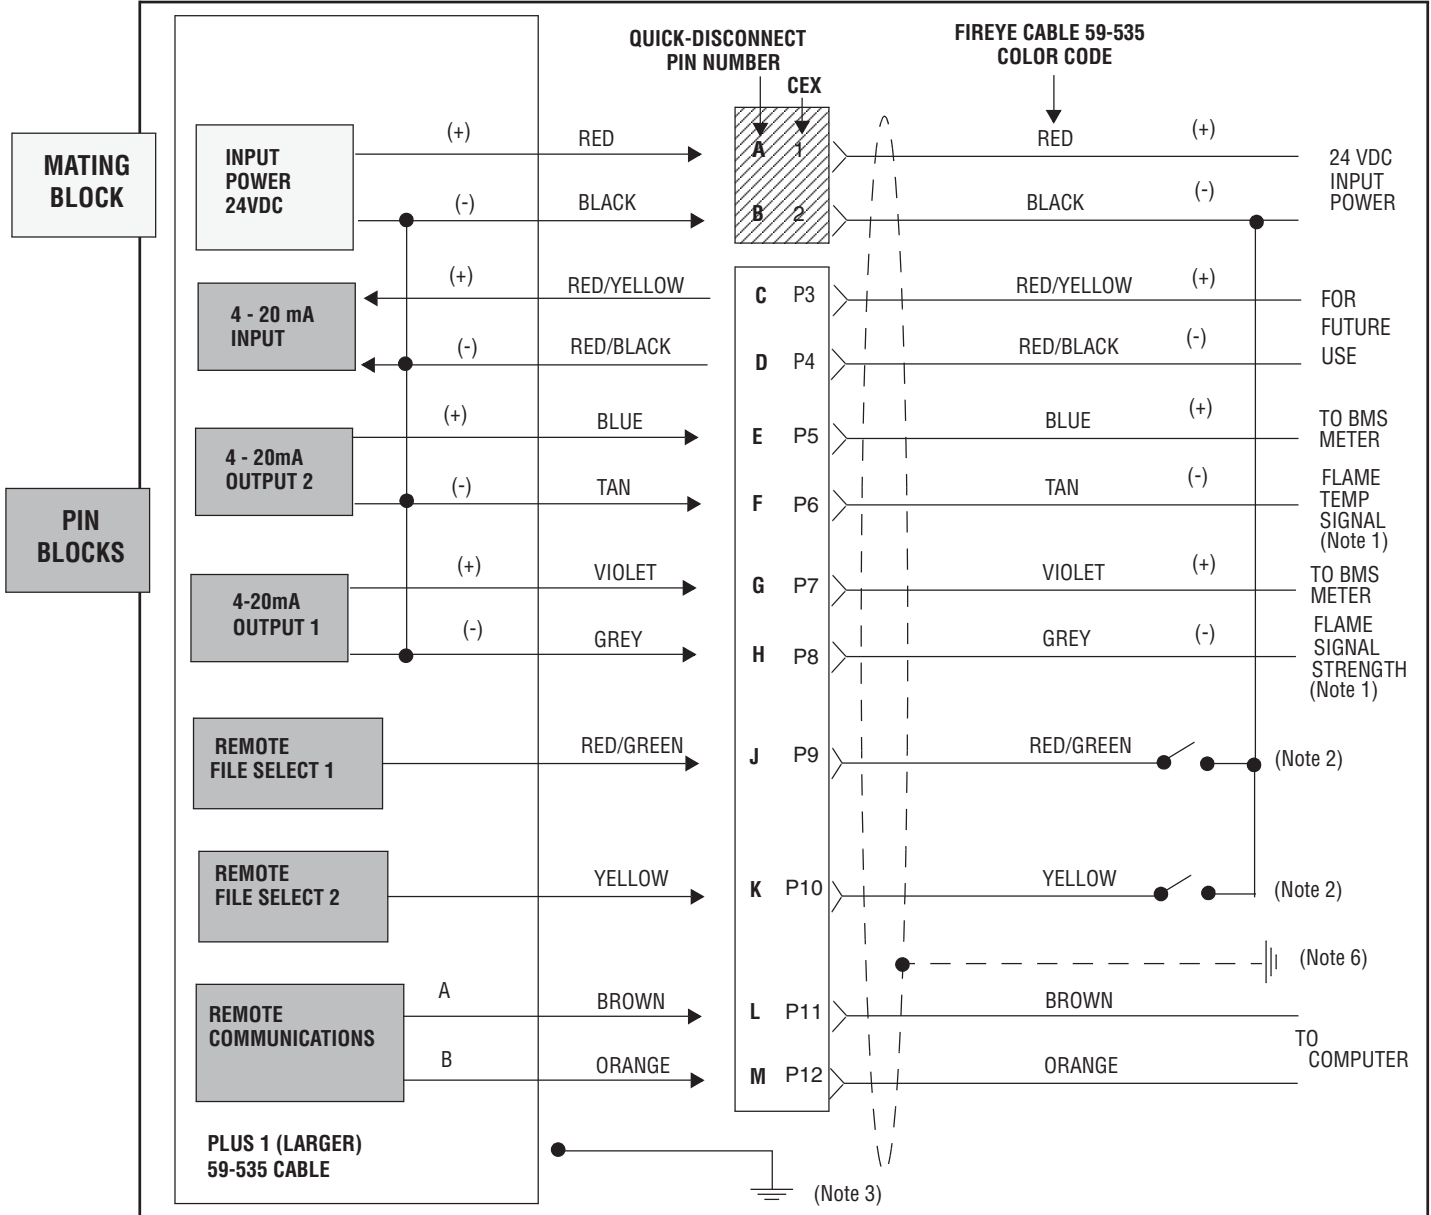 QUICK-DISCONNECT
PIN NUMBER
CEX
FIREYE CABLE 59-535
COLOR CODE
MATING
BLOCK
INPUT
POWER
24VDC
(+)
RED
A 1
RED
(+)
24 VDC
INPUT
POWER
(-)
BLACK
B 2
BLACK
(-)
4 - 20 mA
INPUT
(+)
RED/YELLOW
C P3
RED/YELLOW
(+)
FOR
FUTURE
USE
(-)
RED/BLACK
D P4
RED/BLACK
(-)
4 - 20mA
OUTPUT 2
(+)
BLUE
E P5
BLUE
(+)
TO BMS
METER
(-)
TAN
F P6
TAN
(-)
FLAME
TEMP
SIGNAL
(Note 1)
PIN
BLOCKS
4-20mA
OUTPUT 1
(+)
VIOLET
G P7
VIOLET
(+)
TO BMS
METER
(-)
GREY
H P8
GREY
(-)
FLAME
SIGNAL
STRENGTH
(Note 1)
REMOTE
FILE SELECT 1
RED/GREEN
J P9
RED/GREEN
(Note 2)
REMOTE
FILE SELECT 2
YELLOW
K P10
YELLOW
(Note 2)
(Note 6)
REMOTE
COMMUNICATIONS
A
BROWN
L P11
BROWN
TO
COMPUTER
B
ORANGE
M P12
ORANGE
PLUS 1 (LARGER)
59-535 CABLE
(Note 3)